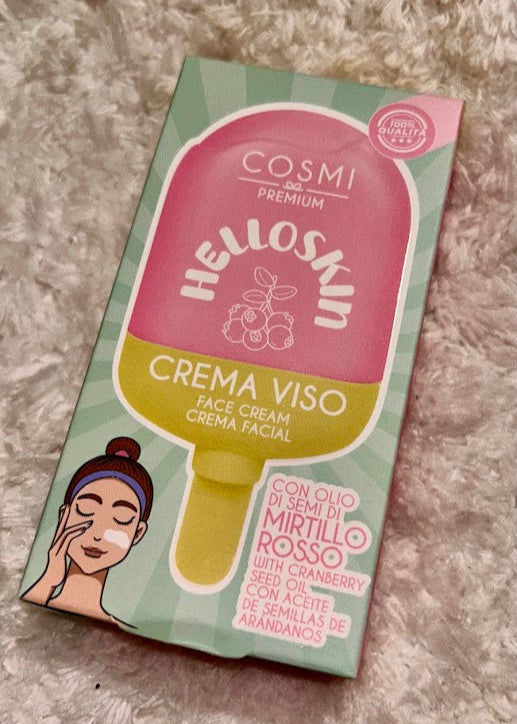 100%
QUALITÀ
COSMI
PREMIUM
HELLOSKIN
CREMA VISO
FACE CREAM
CREMA FACIAL
CON OLIO
DI SEMI DI
MIRTILLO
ROSSO
WITH CRANBERRY
SEED OIL
CON ACEITE
DE SEMILLAS DE
ARÁNDANOS